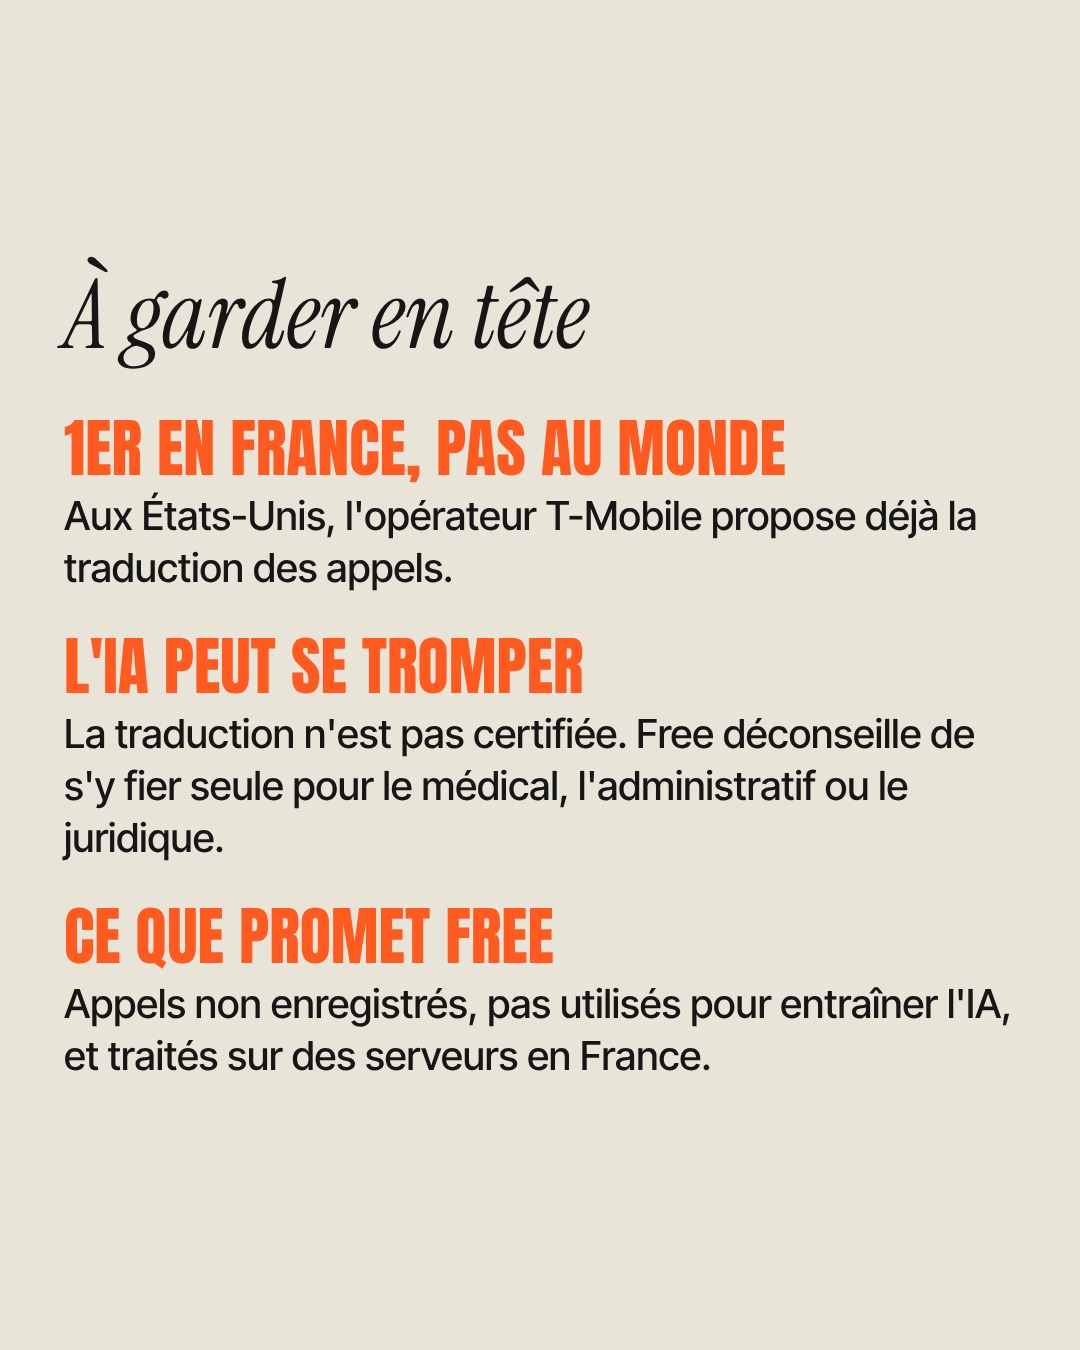 À garder en tête
1ER EN FRANCE, PAS AU MONDE
Aux États-Unis, l'opérateur T-Mobile propose déjà la
traduction des appels.
L'IA PEUT SE TROMPER
La traduction n'est pas certifiée. Free déconseille de
s'y fier seule pour le médical, l'administratif ou le
juridique.
CE QUE PROMET FREE
Appels non enregistrés, pas utilisés pour entraîner l'IA,
et traités sur des serveurs en France.